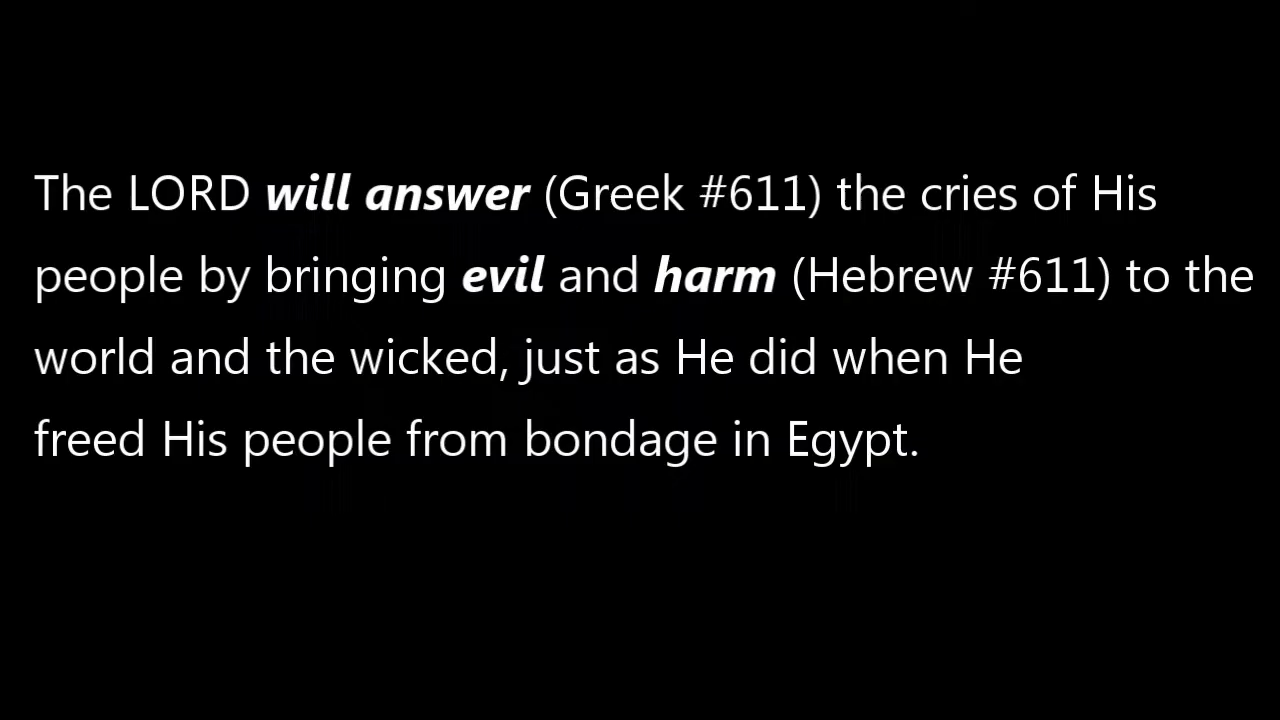 The LORD will answer (Greek #611) the cries of His
people by bringing evil and harm (Hebrew #611) to the
world and the wicked, just as He did when He
freed His people from bondage in Egypt.